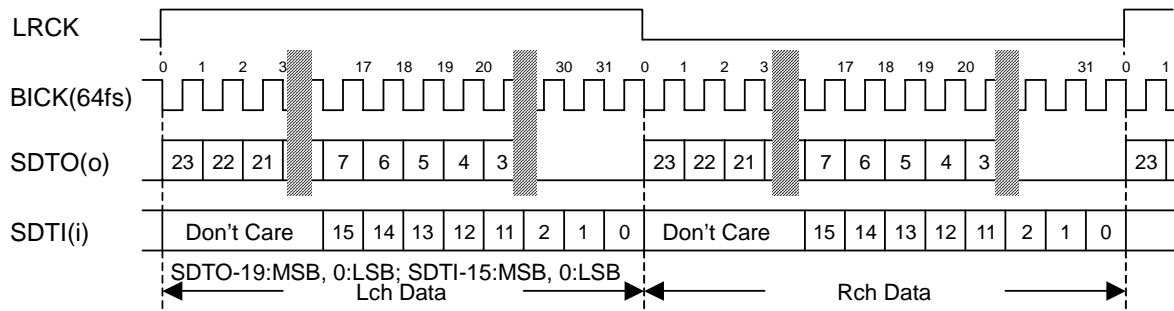 LRCK
0 1 2 3 17 18 19 20 30 31 0 1 2 3 17 18 19 20 31 0 1
BICK(64fs)
SDTO(o) 23 22 21 7 6 5 4 3 23 22 21 7 6 5 4 3 23
SDTI(i) Don't Care 15 14 13 12 11 2 1 0 Don't Care 15 14 13 12 11 2 1 0
SDTO-19:MSB, 0:LSB; SDTI-15:MSB, 0:LSB
Lch Data Rch Data